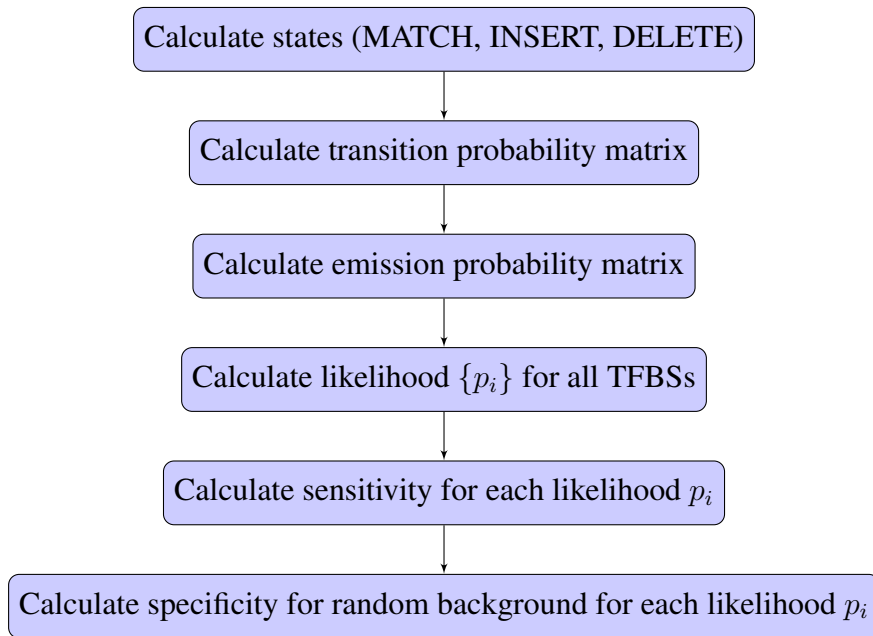 Calculate states (MATCH, INSERT, DELETE)
Calculate transition probability matrix
Calculate emission probability matrix
Calculate likelihood {p_i} for all TFBSs
Calculate sensitivity for each likelihood p_i
Calculate specificity for random background for each likelihood p_i